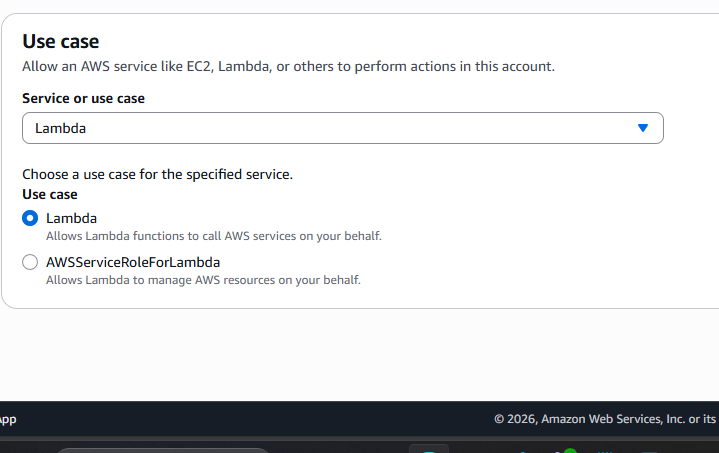 Use case
Allow an AWS service like EC2, Lambda, or others to perform actions in this account.
Service or use case
Lambda
Choose a use case for the specified service.
Use case
Lambda
Allows Lambda functions to call AWS services on your behalf.
AWSServiceRoleForLambda
Allows Lambda to manage AWS resources on your behalf.
App
© 2026, Amazon Web Services, Inc. or its